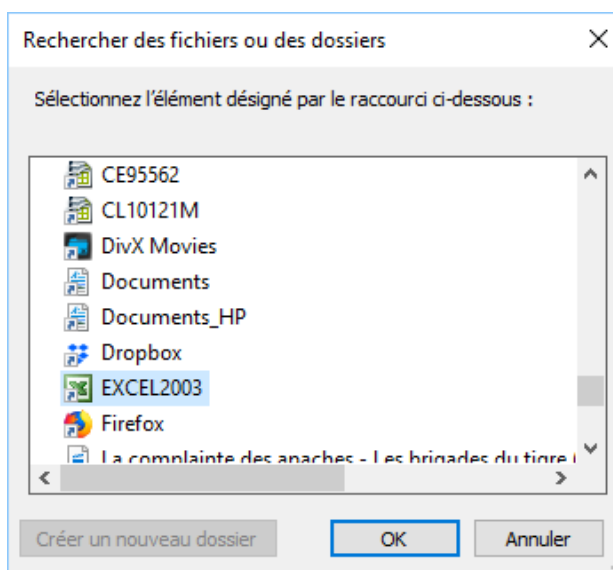 Rechercher des fichiers ou des dossiers
Sélectionnez l'élément désigné par le raccourci ci-dessous :
CE95562
CL10121M
DivX Movies
Documents
Documents_HP
Dropbox
EXCEL2003
Firefox
La complainte des apaches - Les brigades du tigre (
Créer un nouveau dossier
OK
Annuler